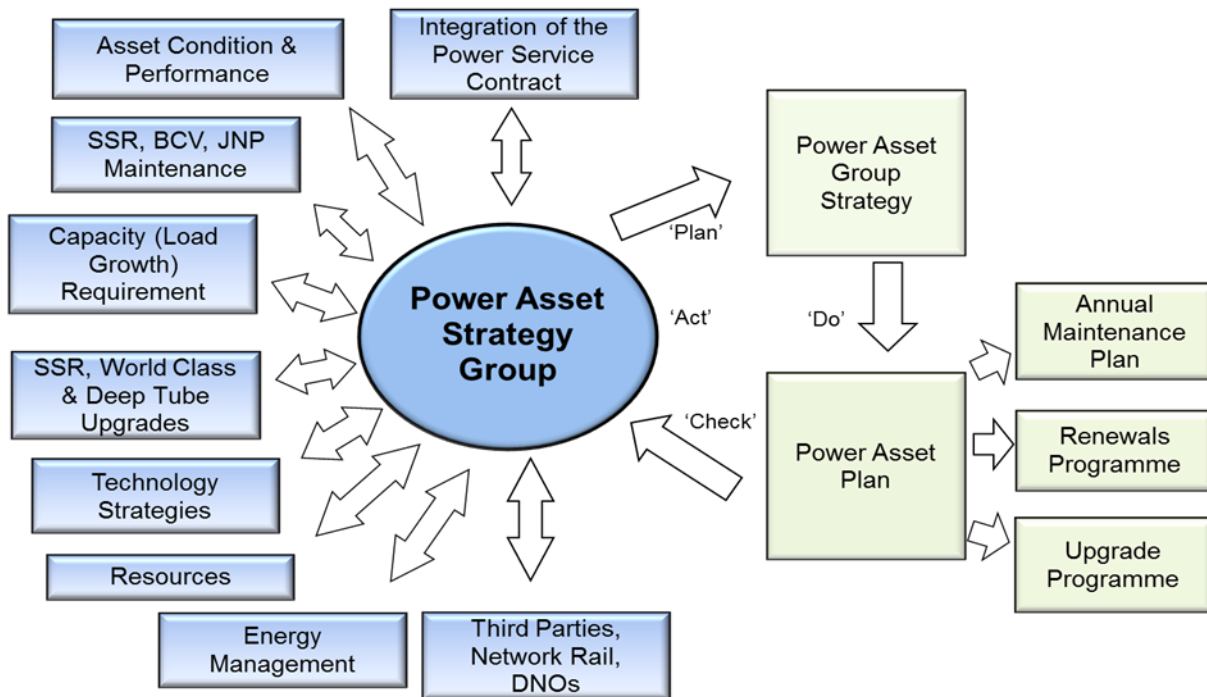 Asset Condition &
Performance
Integration of the
Power Service
Contract
SSR, BCV, JNP
Maintenance
Capacity (Load
Growth)
Requirement
SSR, World Class
& Deep Tube
Upgrades
Technology
Strategies
Resources
Energy
Management
Third Parties,
Network Rail,
DNOs
Power Asset
Strategy
Group
‘Plan’
‘Act’
‘Do’
‘Check’
Power Asset
Group
Strategy
Power Asset
Plan
Annual
Maintenance
Plan
Renewals
Programme
Upgrade
Programme